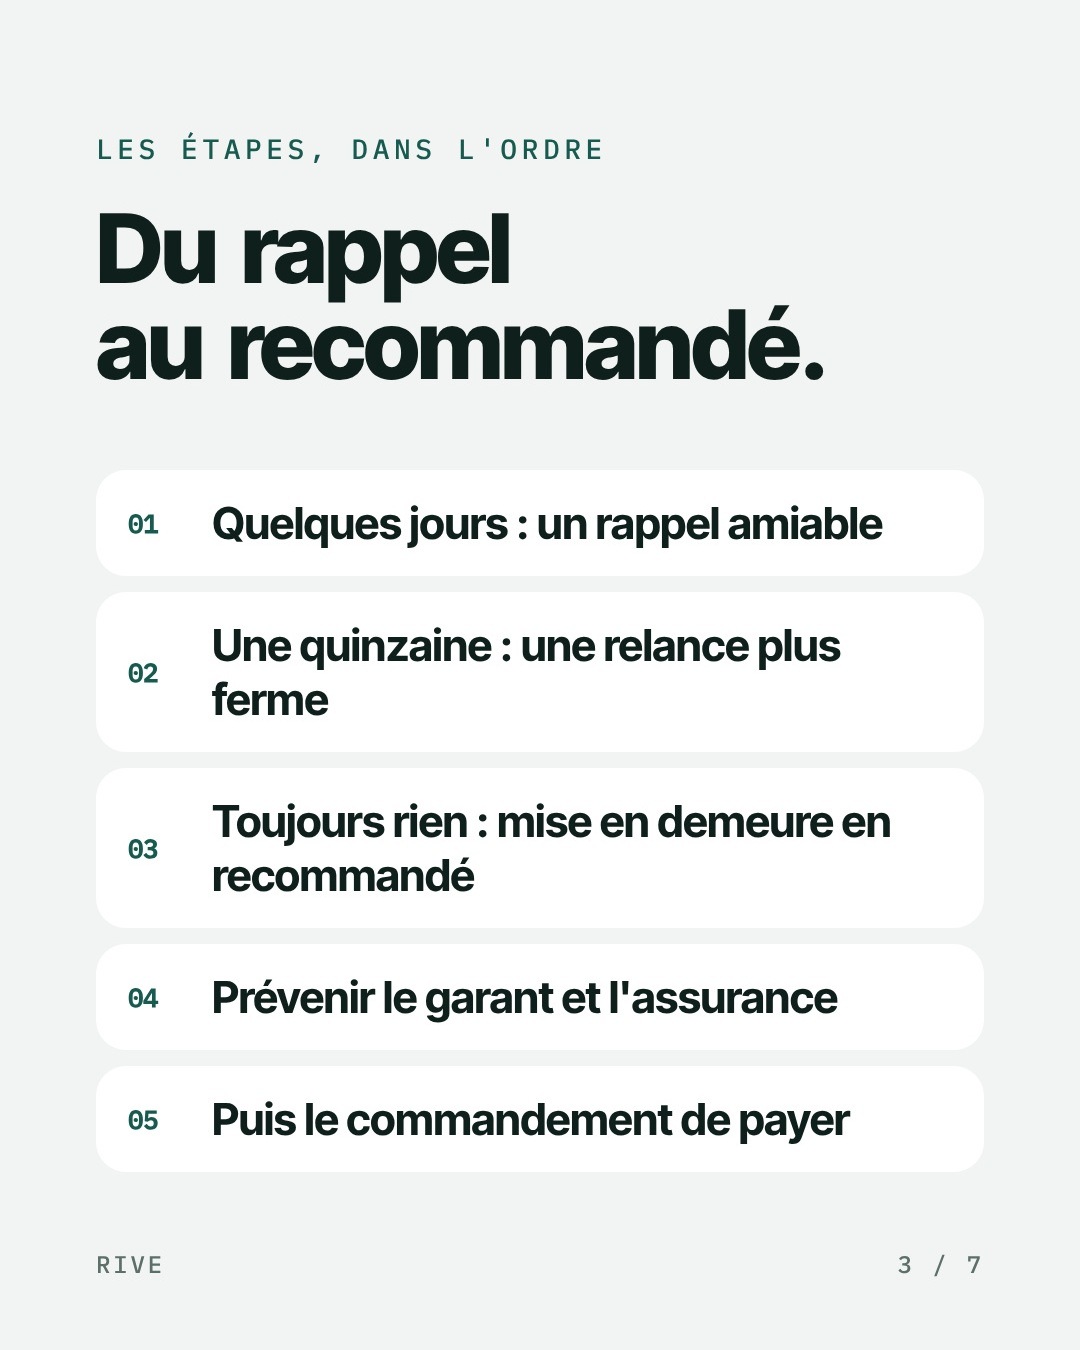 LES ÉTAPES, DANS L'ORDRE
Du rappel
au recommandé.
01 Quelques jours : un rappel amiable
02 Une quinzaine : une relance plus
ferme
03 Toujours rien : mise en demeure en
recommandé
04 Prévenir le garant et l'assurance
05 Puis le commandement de payer
RIVE 3 / 7